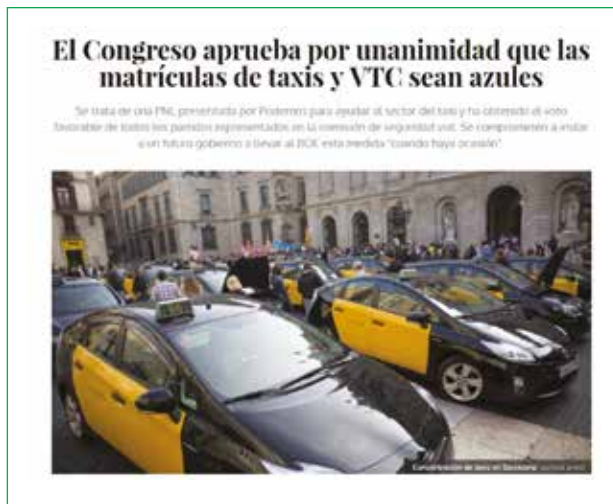 El Congreso aprueba por unanimidad que las
matrículas de taxis y VTC sean azules
Se trata de una PNL presentada por Podemos para ayudar al sector del taxi y ha obtenido el voto
favorable de todos los partidos representados en la comisión de seguridad vial. Se comprometen a instar
a un futuro gobierno a llevar al BOE esta medida "cuando haya ocasión".
Concentración de taxis en Barcelona